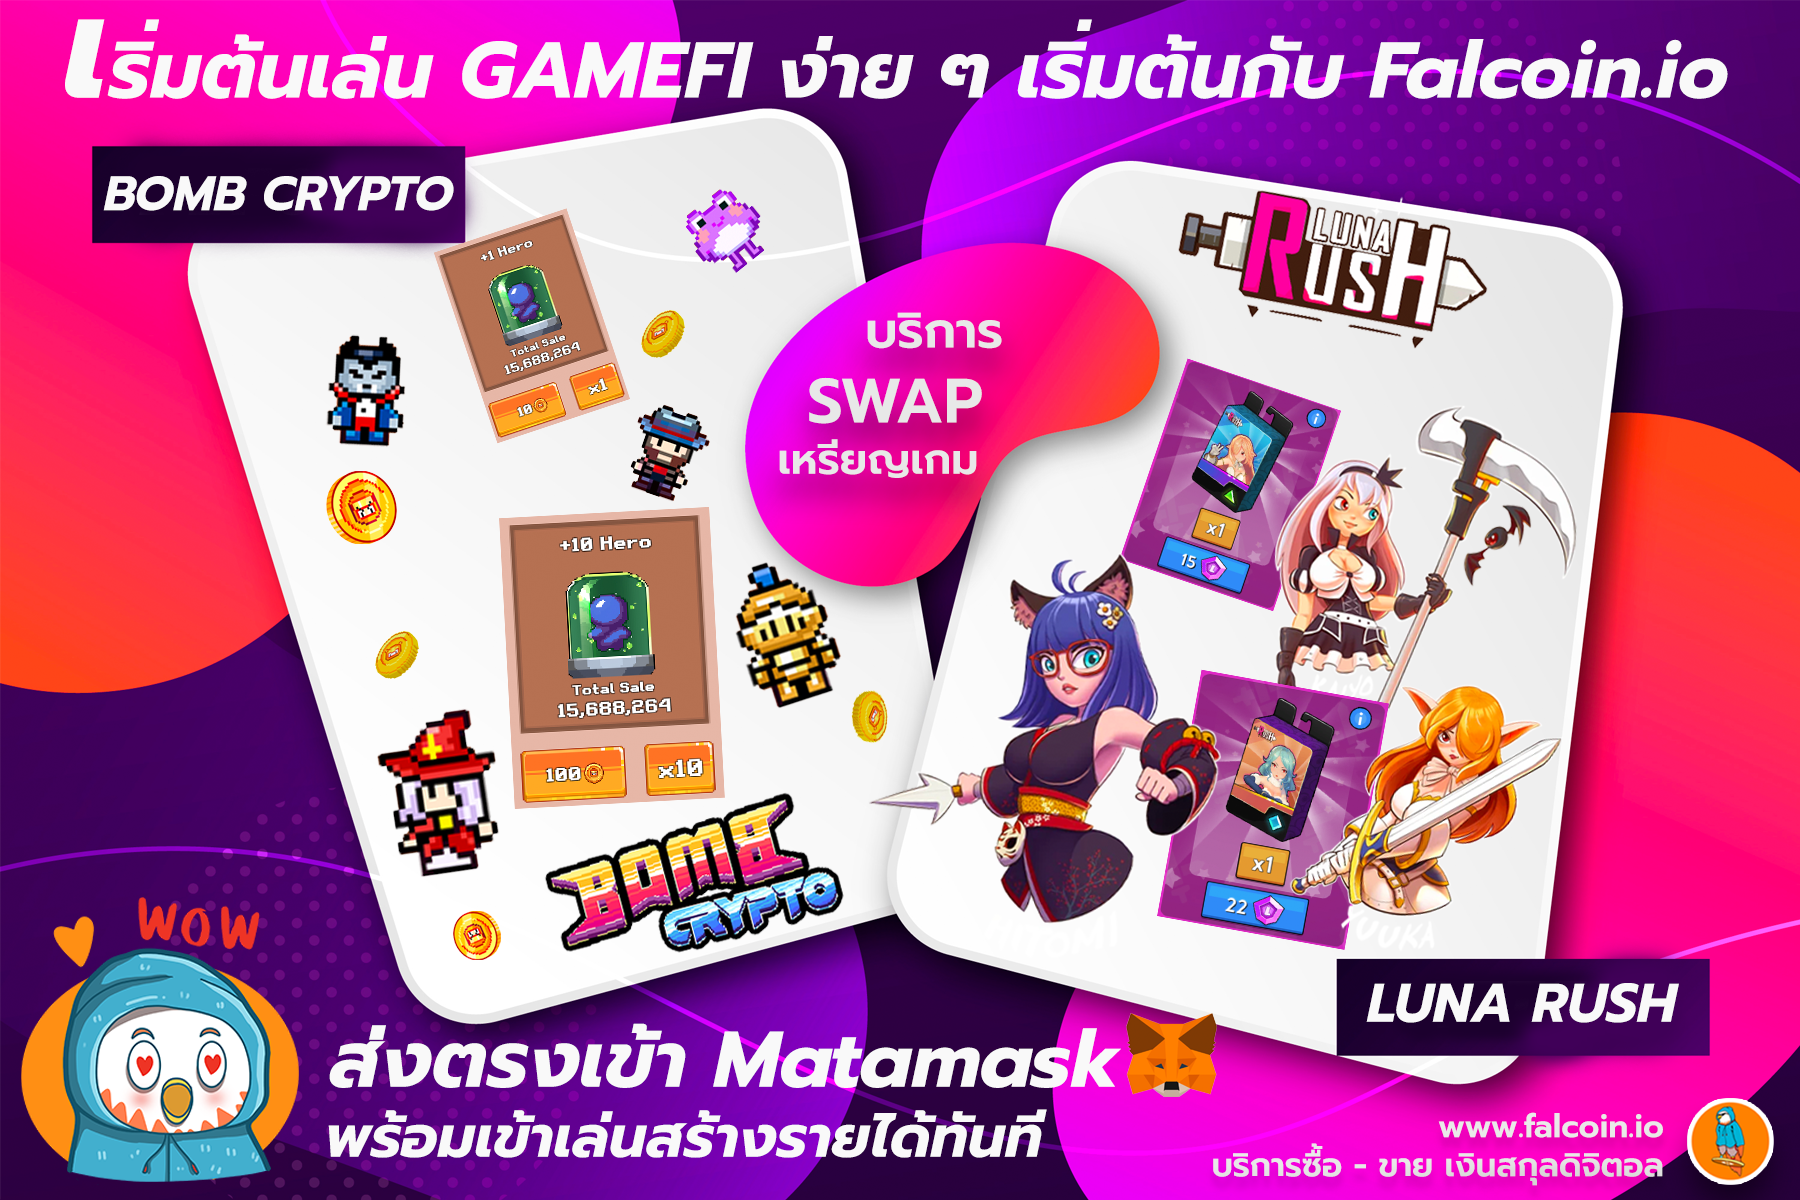 เริ่มต้นเล่น GAMEFI ง่าย ๆ เริ่มต้นกับ Falcoin.io
BOMB CRYPTO
+1 Hero
Total Sale
15,688,264
10
x1
+10 Hero
Total Sale
15,688,264
100
x10
BOMB
CRYPTO
บริการ
SWAP
เหรียญเกม
LUNA
RUSH
x1
15
KAIYO
x1
22
YUUKA
LUNA RUSH
WOW
ส่งตรงเข้า Matamask
พร้อมเข้าเล่นสร้างรายได้ทันที
www.falcoin.io
บริการซื้อ - ขาย เงินสกุลดิจิตอล